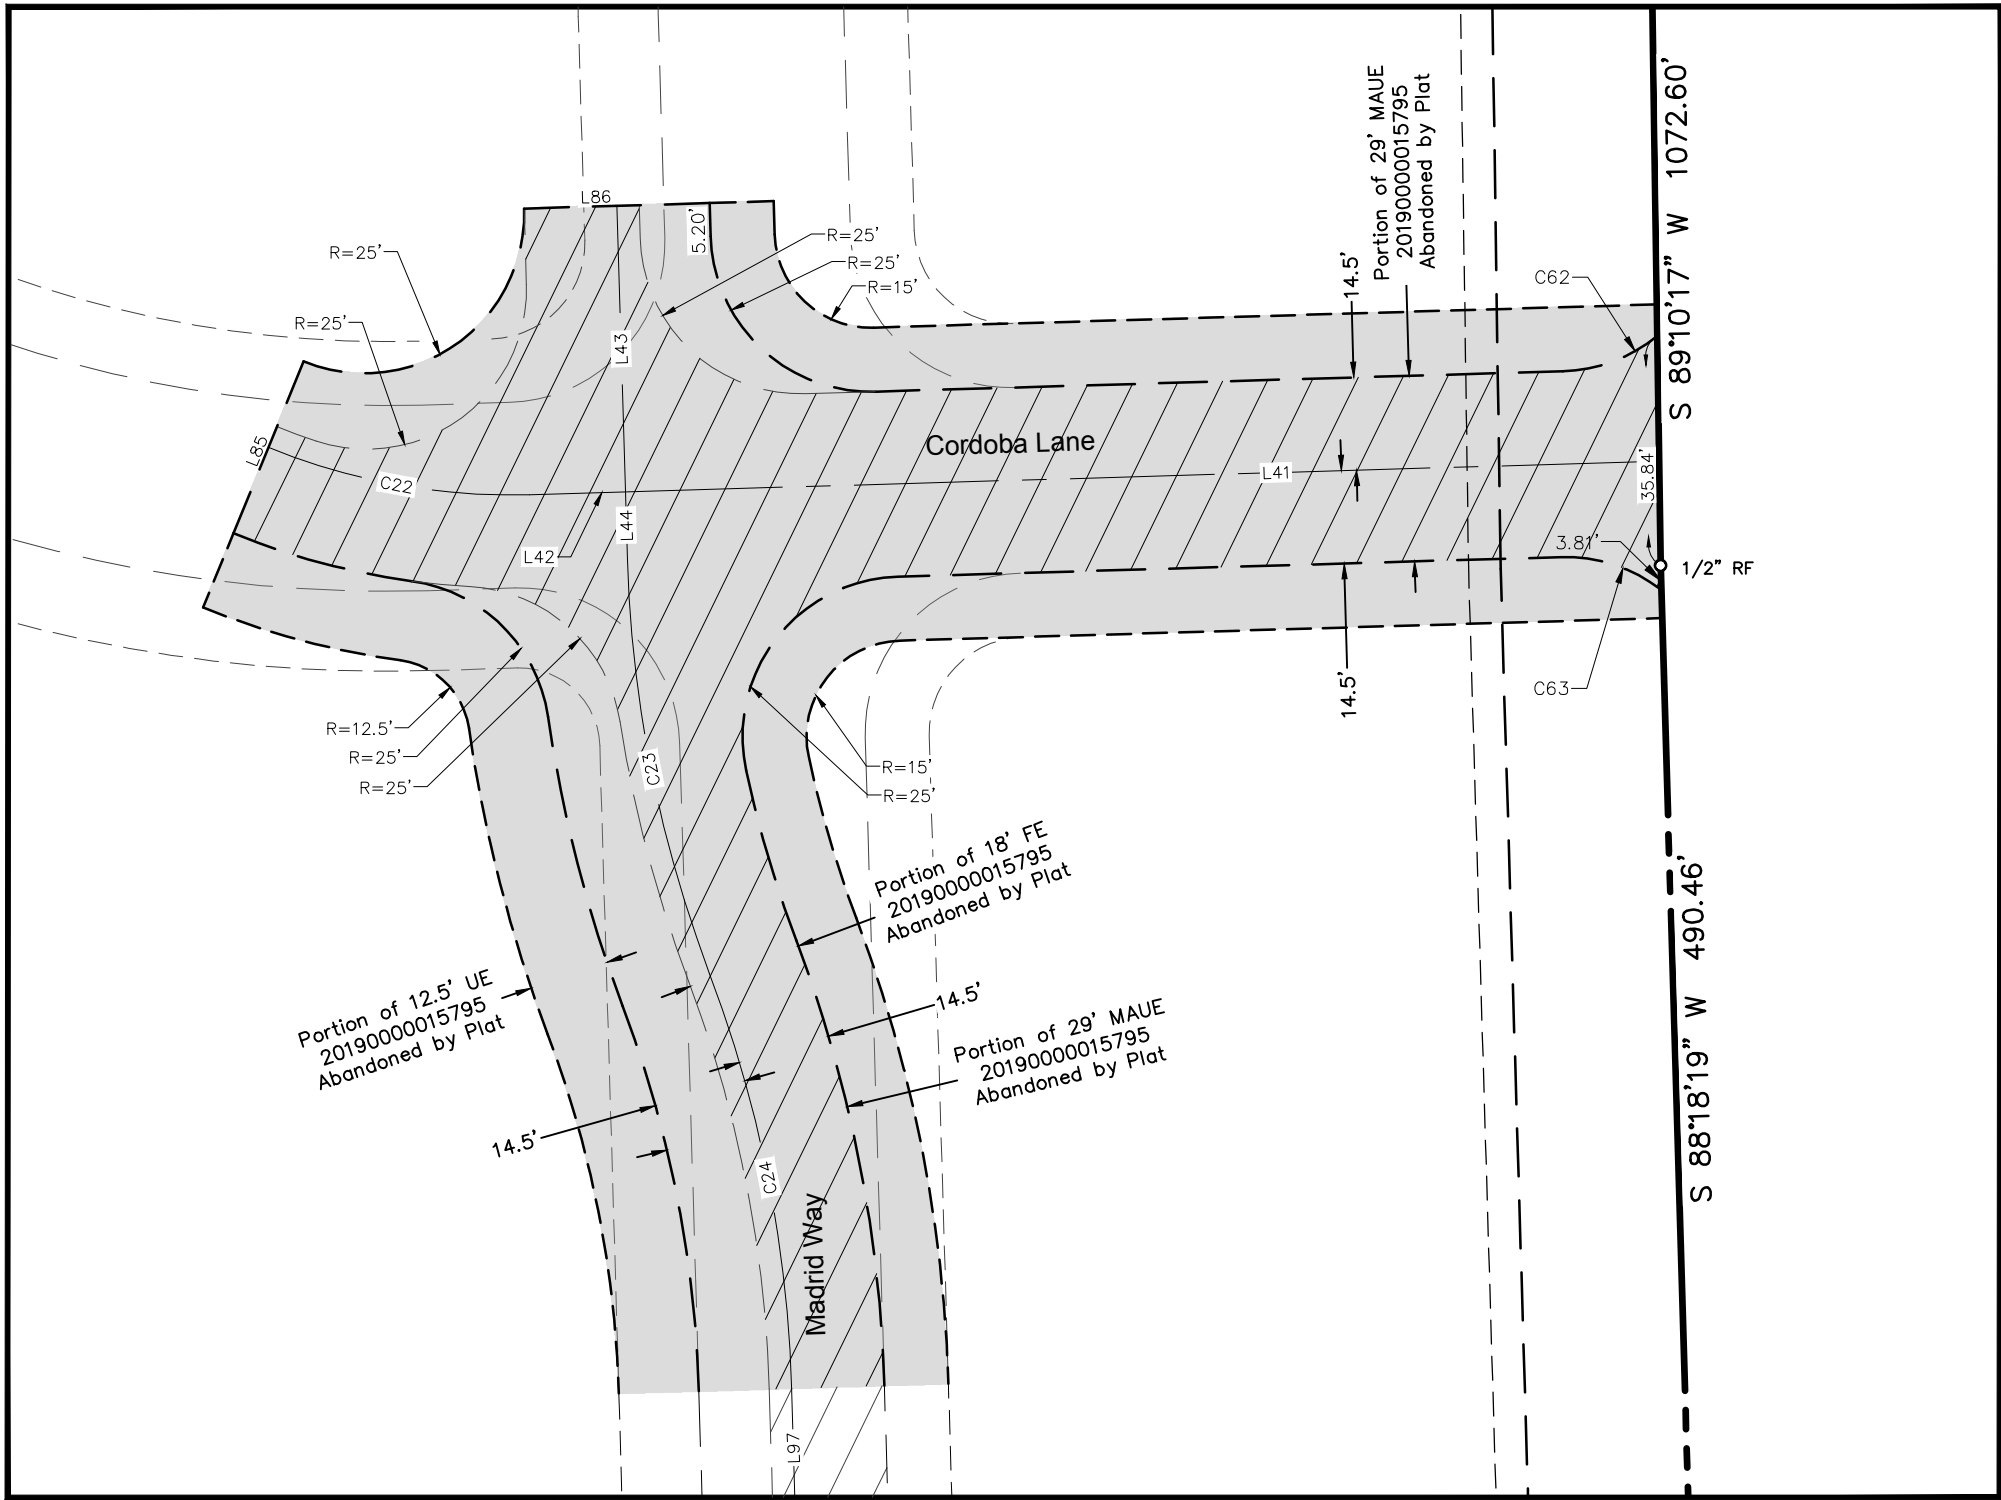 L86
5.20'
R=25'
R=25'
R=25'
R=15'
R=25'
L43
L85
C22
L44
L42
Cordoba Lane
L41
14.5'
Portion of 29' MAUE
20190000015795
Abandoned by Plat
C62
S 89°10'17" W 1072.60'
35.84'
3.81'
1/2" RF
C63
14.5'
R=12.5'
R=25'
R=25'
C23
R=15'
R=25'
Portion of 18' FE
20190000015795
Abandoned by Plat
S 88°18'19" W 490.46'
Portion of 12.5' UE
20190000015795
Abandoned by Plat
14.5'
Portion of 29' MAUE
20190000015795
Abandoned by Plat
14.5'
C24
Madrid Way
L97